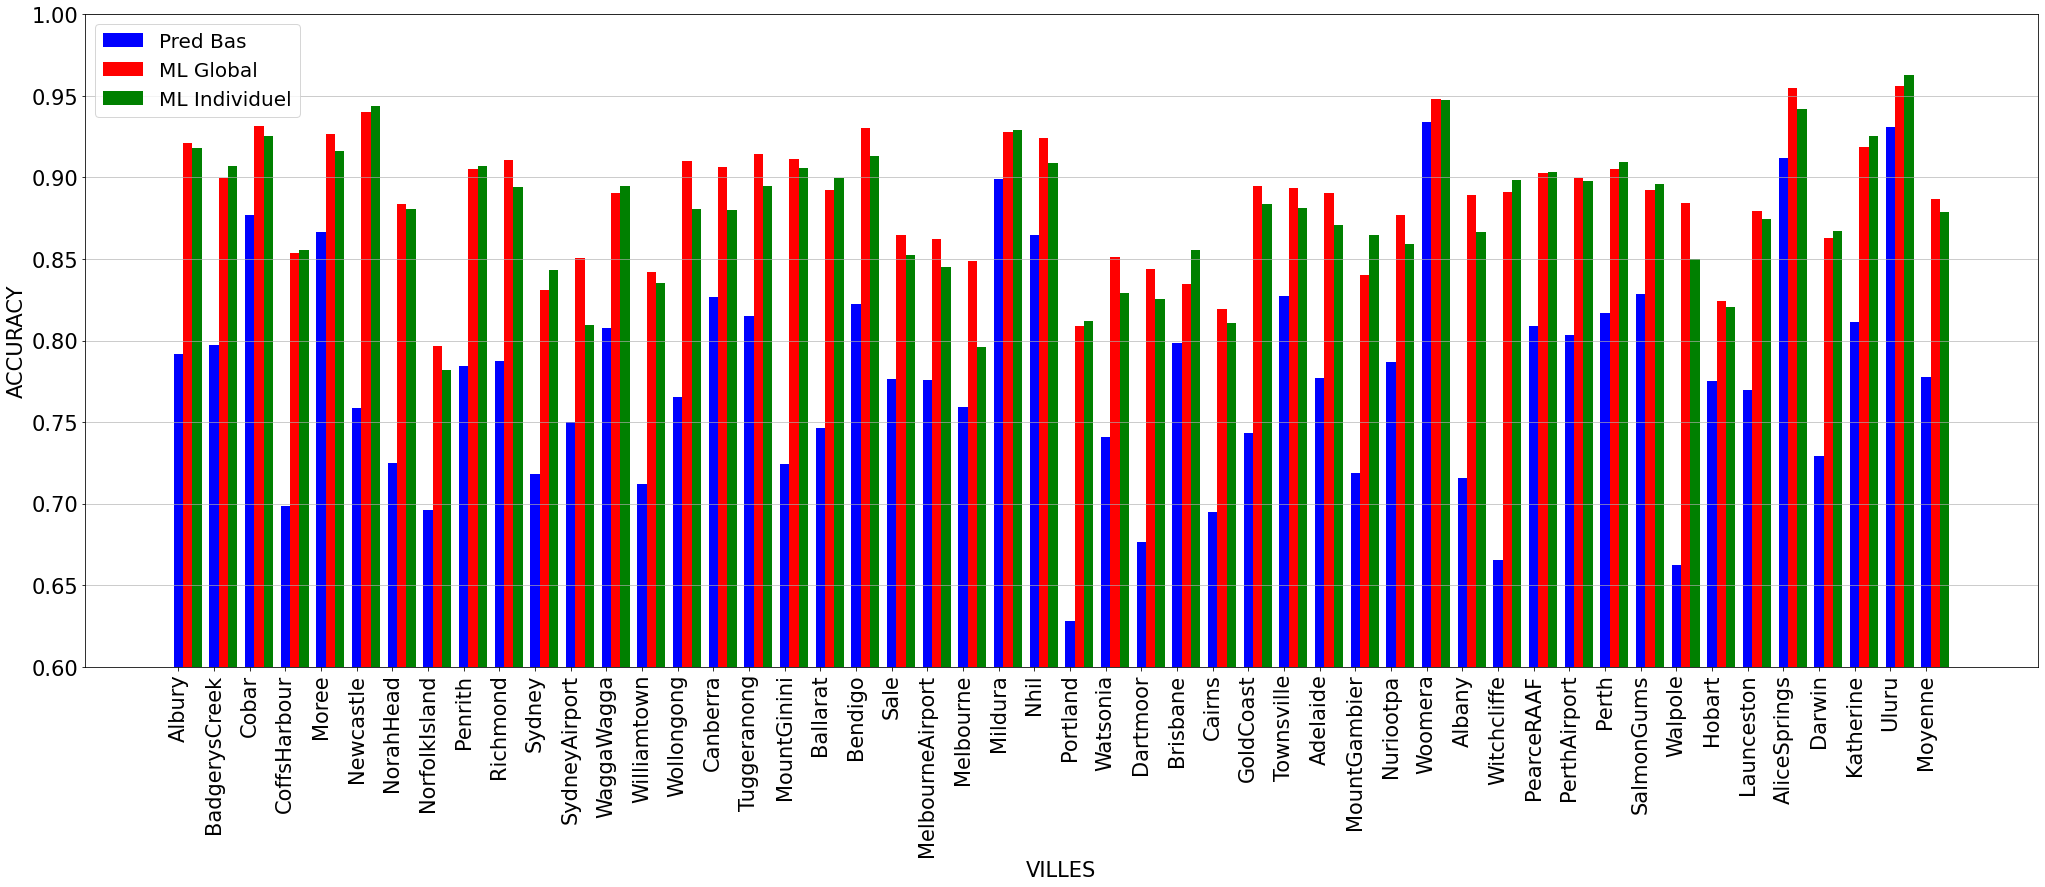 1.00
0.95
0.90
0.85
0.80
0.75
0.70
0.65
0.60
ACCURACY
Pred Bas
ML Global
ML Individuel
Albury
BadgerysCreek
Cobar
CoffsHarbour
Moree
Newcastle
NorahHead
NorfolkIsland
Penrith
Richmond
Sydney
SydneyAirport
WaggaWagga
Williamtown
Wollongong
Canberra
Tuggeranong
MountGinini
Ballarat
Bendigo
Sale
MelbourneAirport
Melbourne
Mildura
Nhil
Portland
Watsonia
Dartmoor
Brisbane
Cairns
GoldCoast
Townsville
Adelaide
MountGambier
Nuriootpa
Woomera
Albany
Witchcliffe
PearceRAAF
PerthAirport
Perth
SalmonGums
Walpole
Hobart
Launceston
AliceSprings
Darwin
Katherine
Uluru
Moyenne
VILLES